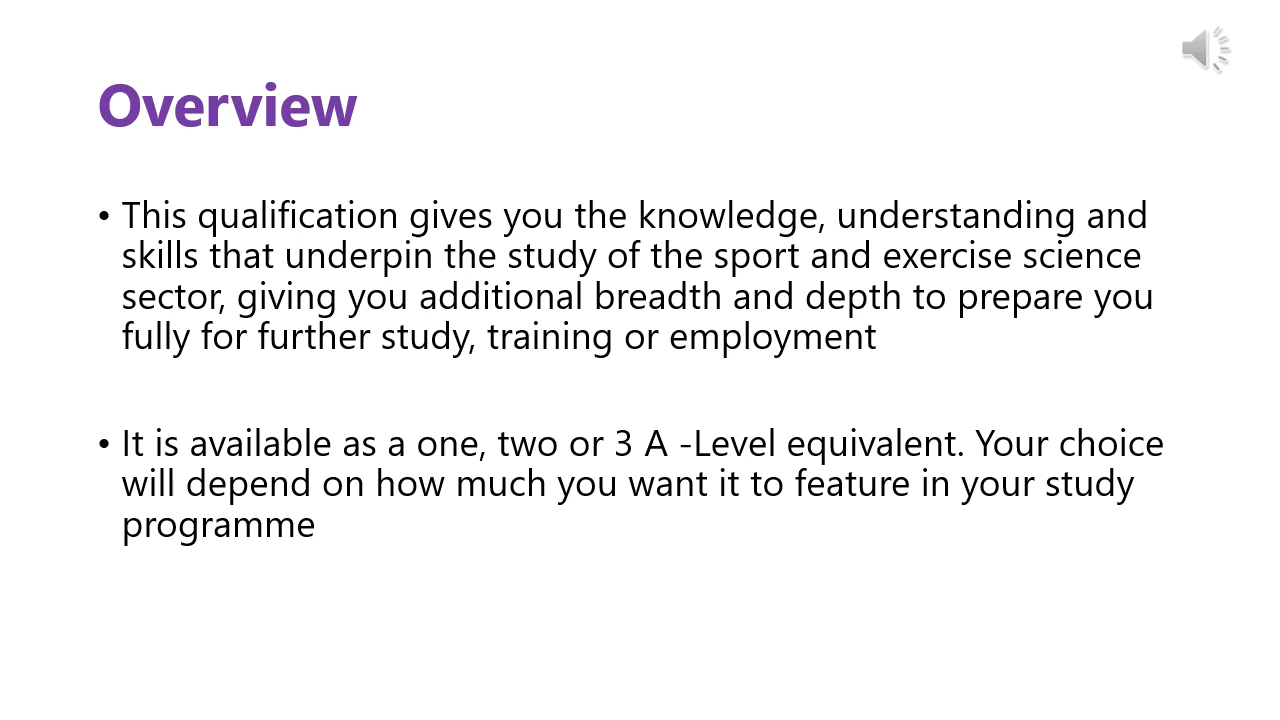 Overview
• This qualification gives you the knowledge, understanding and
skills that underpin the study of the sport and exercise science
sector, giving you additional breadth and depth to prepare you
fully for further study, training or employment
• It is available as a one, two or 3 A -Level equivalent. Your choice
will depend on how much you want it to feature in your study
programme